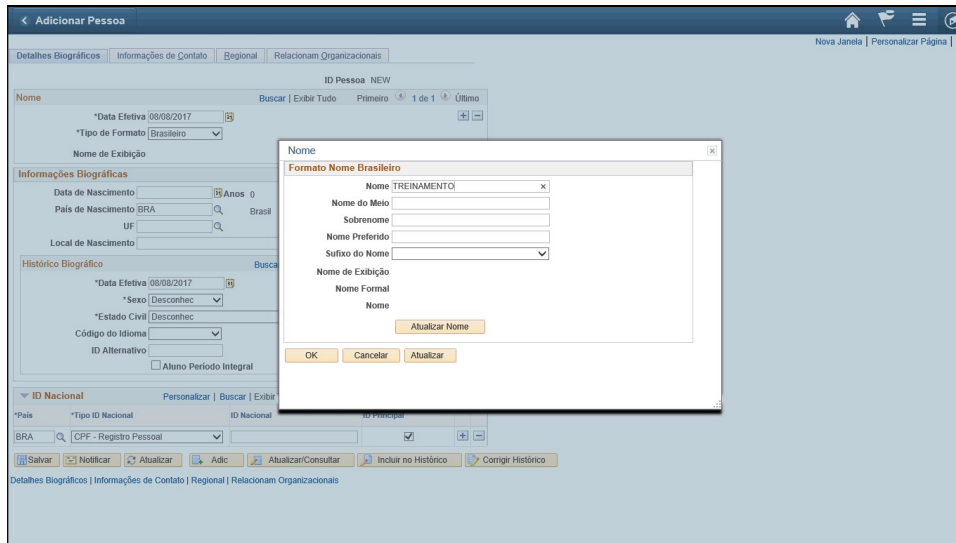 Adicionar Pessoa
Nova Janela | Personalizar Página |
Detalhes Biográficos Informações de Contato Regional Relacionam Organizacionais
ID Pessoa NEW
Nome Buscar | Exibir Tudo Primeiro 1 de 1 Último
*Data Efetiva 08/08/2017
*Tipo de Formato Brasileiro
Nome de Exibição
Informações Biográficas
Data de Nascimento Anos 0
País de Nascimento BRA Brasil
UF
Local de Nascimento
Histórico Biográfico Busca
*Data Efetiva 08/08/2017
*Sexo Desconhec
*Estado Civil Desconhec
Código do Idioma
ID Alternativo
Aluno Período Integral
ID Nacional Personalizar | Buscar | Exibir
*País *Tipo ID Nacional ID Nacional ID Principal
BRA CPF - Registro Pessoal
Salvar Notificar Atualizar Adic Atualizar/Consultar Incluir no Histórico Corrigir Histórico
Detalhes Biográficos | Informações de Contato | Regional | Relacionam Organizacionais
Nome
Formato Nome Brasileiro
Nome TREINAMENTO
Nome do Meio
Sobrenome
Nome Preferido
Sufixo do Nome
Nome de Exibição
Nome Formal
Nome
Atualizar Nome
OK Cancelar Atualizar